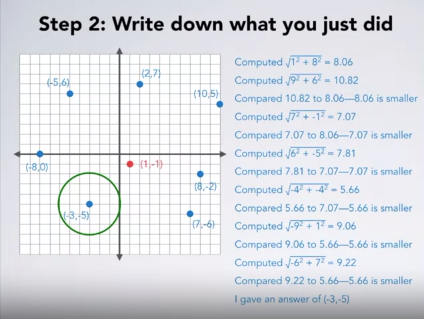 Step 2: Write down what you just did
(2,7)
(-5,6)
(10,5)
(-8,0)
(1,-1)
(8,-2)
(-3,-5)
(7,-6)
Computed √1² + 8² = 8.06
Computed √9² + 6² = 10.82
Compared 10.82 to 8.06—8.06 is smaller
Computed √7² + -1² = 7.07
Compared 7.07 to 8.06—7.07 is smaller
Computed √6² + -5² = 7.81
Compared 7.81 to 7.07—7.07 is smaller
Computed √-4² + -4² = 5.66
Compared 5.66 to 7.07—5.66 is smaller
Computed √-9² + 1² = 9.06
Compared 9.06 to 5.66—5.66 is smaller
Computed √-6² + 7² = 9.22
Compared 9.22 to 5.66—5.66 is smaller
I gave an answer of (-3,-5)